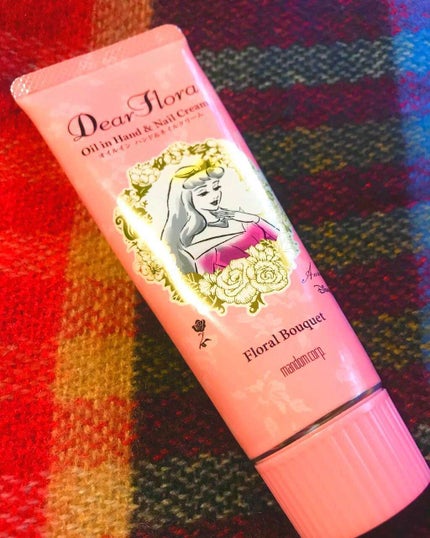 Dear Flora
Oil in Hand & Nail Cream
オイルイン ハンド&ネイルクリーム
Floral Bouquet
mandom corp.